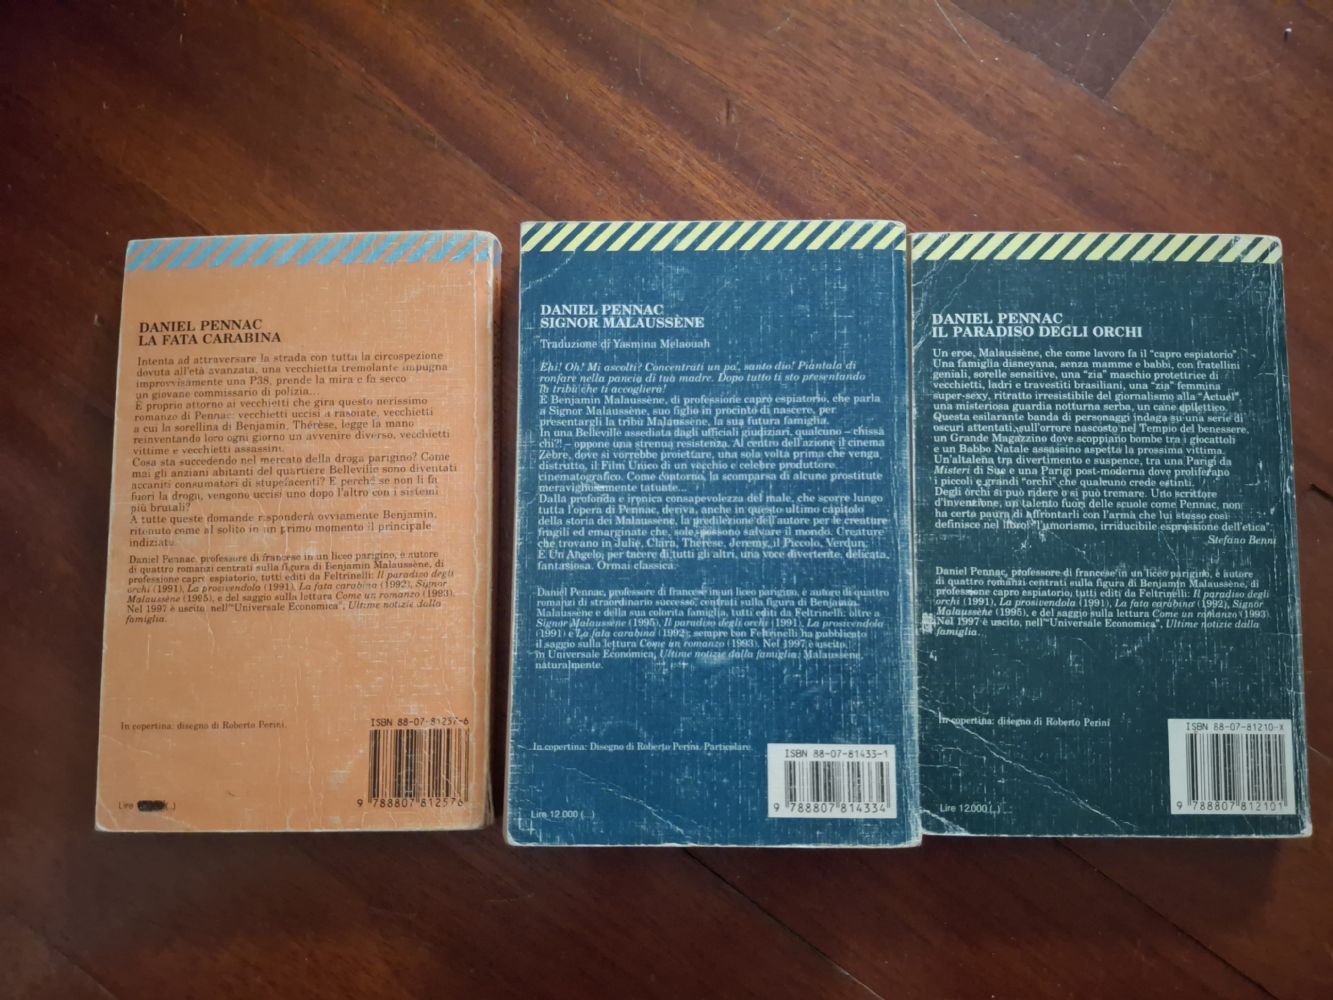 DANIEL PENNAC
LA FATA CARABINA
Intenta ad attraversare la strada con tutta la circospezione
dovuta all'età avanzata, una vecchietta tremolante impugna
improvvisamente una P38, prende la mira e fa secco
un giovane commissario di polizia...
È proprio attorno ai vecchietti che gira questo nerissimo
romanzo di Pennac: vecchietti uccisi a rasoiate, vecchietti
a cui la sorellina di Benjamin, Thérèse, legge la mano
reinventando loro ogni giorno un avvenire diverso, vecchietti
vittime e vecchietti assassini.
Cosa sta succedendo nel mercato della droga parigino? Come
mai gli anziani abitanti del quartiere Belleville sono diventati
accaniti consumatori di stupefacenti? E perché se non li fa
fuori la droga, vengono uccisi uno dopo l'altro con i sistemi
più brutali?
A tutte queste domande risponderà ovviamente Benjamin,
ritenuto come al solito in un primo momento il principale
indiziato.
Daniel Pennac, professore di francese in un liceo parigino, è autore
di quattro romanzi centrati sulla figura di Benjamin Malaussène, di
professione capro espiatorio, tutti editi da Feltrinelli: Il paradiso degli
orchi (1991), La prosivendola (1991), La fata carabina (1992), Signor
Malaussène (1995), e del saggio sulla lettura Come un romanzo (1993).
Nel 1997 è uscito, nell'"Universale Economica", Ultime notizie dalla
famiglia.
In copertina: disegno di Roberto Perini.
ISBN 88-07-81257-6
9 788807 812576
Lire (...)
DANIEL PENNAC
SIGNOR MALAUSSÈNE
Traduzione di Yasmina Melaouah
Ehi! Oh! Mi ascolti? Concentrati un po', santo dio! Piàntala di
ronfare nella pancia di tua madre. Dopo tutto ti sto presentando
la tribù che ti accoglierà!
È Benjamin Malaussène, di professione capro espiatorio, che parla
a Signor Malaussène, suo figlio in procinto di nascere, per
presentargli la tribù Malaussène, la sua futura famiglia.
In una Belleville assediata dagli ufficiali giudiziari, qualcuno – chissà
chi?! – oppone una strenua resistenza. Al centro dell'azione il cinema
Zèbre, dove si vorrebbe proiettare, una sola volta prima che venga
distrutto, il Film Unico di un vecchio e celebre produttore
cinematografico. Come contorno, la scomparsa di alcune prostitute
meravigliosamente tatuate...
Dalla profonda e ironica consapevolezza del male, che scorre lungo
tutta l'opera di Pennac, deriva, anche in questo ultimo capitolo
della storia dei Malaussène, la predilezione dell'autore per le creature
fragili ed emarginate che, sole, possono salvare il mondo. Creature
che trovano in Julie, Clara, Thérèse, Jeremy, il Piccolo, Verdun,
È Un Angelo, per tacere di tutti gli altri, una voce divertente, delicata,
fantasiosa. Ormai classica.
Daniel Pennac, professore di francese in un liceo parigino, è autore di quattro
romanzi di straordinario successo, centrati sulla figura di Benjamin
Malaussène e della sua colorita famiglia, tutti editi da Feltrinelli: oltre a
Signor Malaussène (1995), Il paradiso degli orchi (1991), La prosivendola
(1991) e La fata carabina (1992); sempre con Feltrinelli ha pubblicato
il saggio sulla lettura Come un romanzo (1993). Nel 1997 è uscito
in Universale Economica, Ultime notizie dalla famiglia: Malaussène,
naturalmente.
In copertina: Disegno di Roberto Perini. Particolare
ISBN 88-07-81433-1
9 788807 814334
Lire 12.000 (...)
DANIEL PENNAC
IL PARADISO DEGLI ORCHI
Un eroe, Malaussène, che come lavoro fa il "capro espiatorio".
Una famiglia disneyana, senza mamme e babbi, con fratellini
geniali, sorelle sensitive, una "zia" maschio protettrice di
vecchietti, ladri e travestiti brasiliani, una "zia" femmina
super-sexy, ritratto irresistibile del giornalismo alla "Actuel"
una misteriosa guardia notturna serba, un cane epilettico.
Questa esilarante banda di personaggi indaga su una serie di
oscuri attentati, sull'orrore nascosto nel Tempio del benessere,
un Grande Magazzino dove scoppiano bombe tra i giocattoli
e un Babbo Natale assassino aspetta la prossima vittima.
Un'altalena tra divertimento e suspence, tra una Parigi da
Misteri di Sue e una Parigi post-moderna dove proliferano
i piccoli e grandi "orchi" che qualcuno crede estinti.
Degli orchi si può ridere o si può tremare. Uno scrittore
d'invenzione, un talento fuori delle scuole come Pennac, non
ha certo paura di affrontarli con l'arma che lui stesso così
definisce nel libro: "l'umorismo, irriducibile espressione dell'etica".
Stefano Benni
Daniel Pennac, professore di francese in un liceo parigino, è autore
di quattro romanzi centrati sulla figura di Benjamin Malaussène, di
professione capro espiatorio, tutti editi da Feltrinelli: Il paradiso degli
orchi (1991), La prosivendola (1991), La fata carabina (1992), Signor
Malaussène (1995), e del saggio sulla lettura Come un romanzo (1993).
Nel 1997 è uscito, nell'"Universale Economica", Ultime notizie dalla
famiglia.
In copertina: disegno di Roberto Perini
ISBN 88-07-81210-X
9 788807 812101
Lire 12.000 (...)